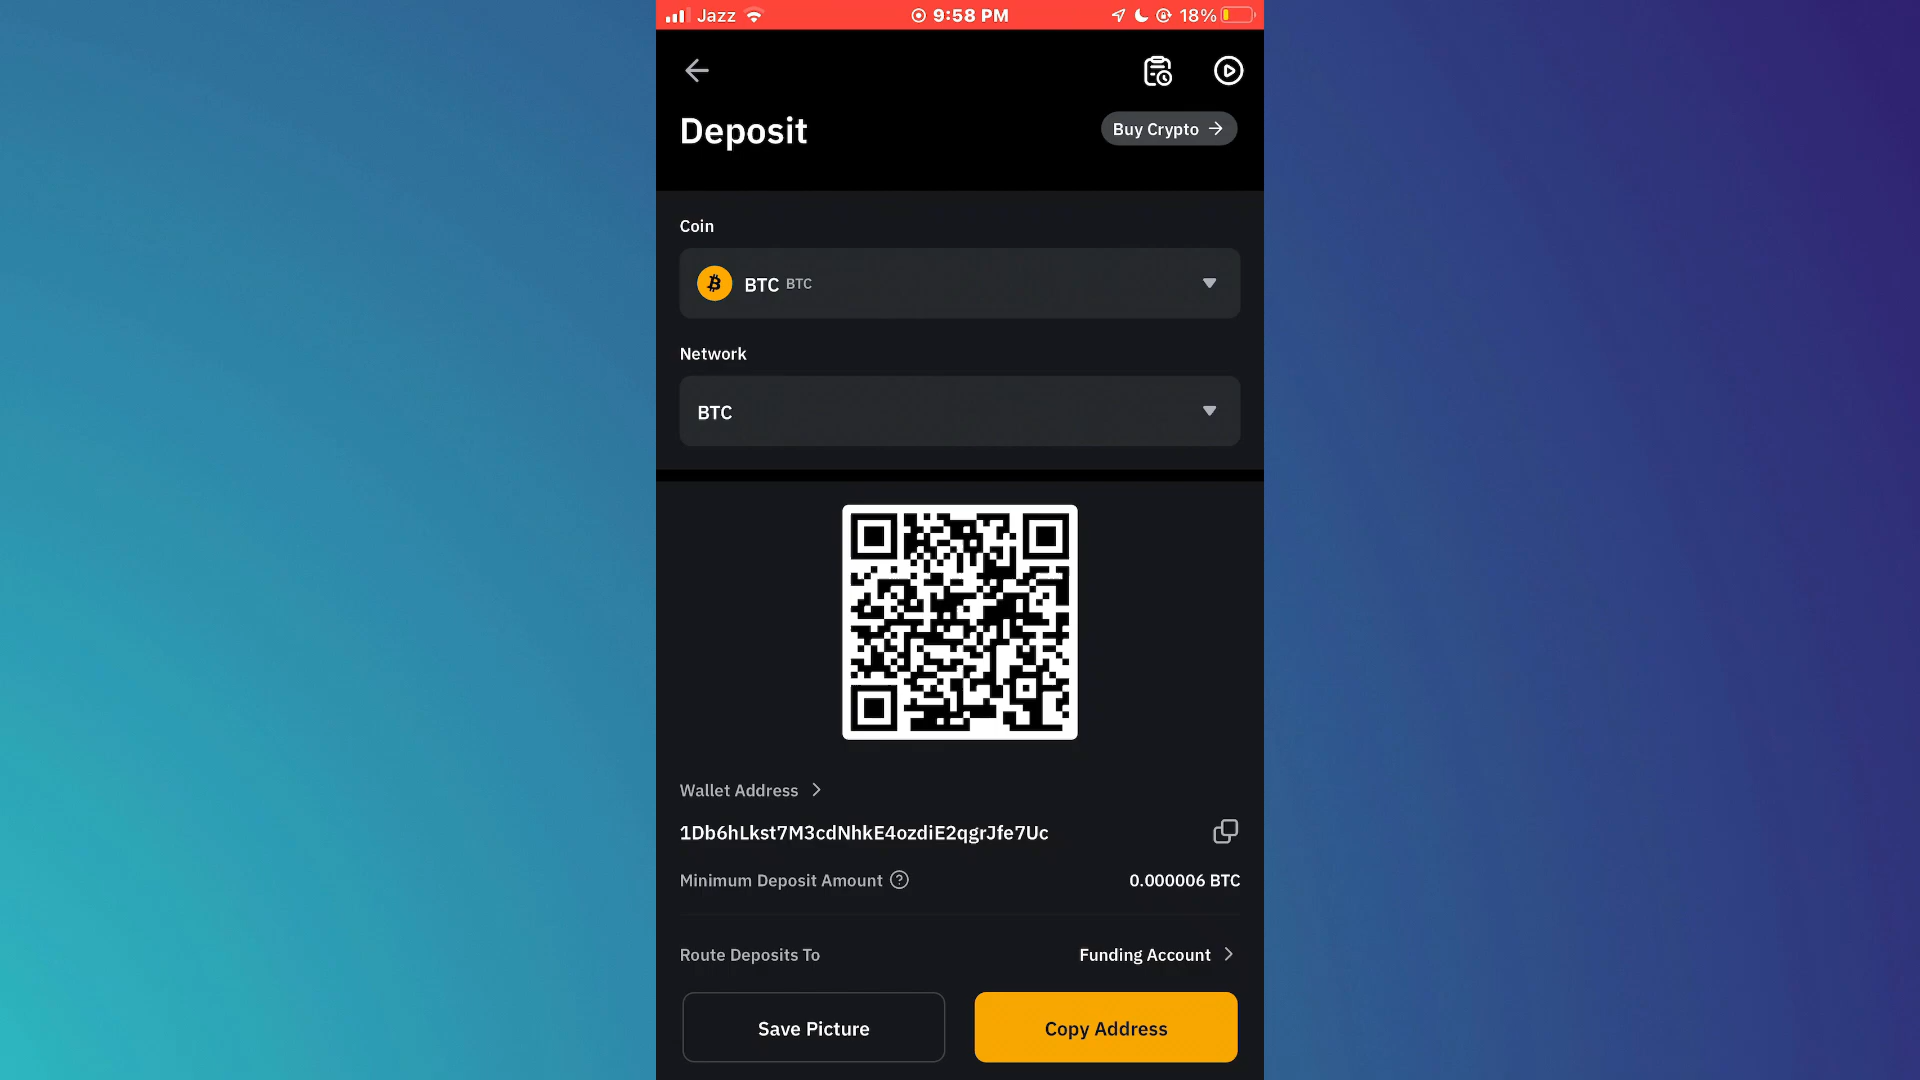 Jazz 9:58 PM 18%
Deposit
Buy Crypto
Coin
BTC BTC
Network
BTC
Wallet Address
1Db6hLkst7M3cdNhkE4ozdiE2qgrJfe7Uc
Minimum Deposit Amount 0.000006 BTC
Route Deposits To Funding Account
Save Picture Copy Address